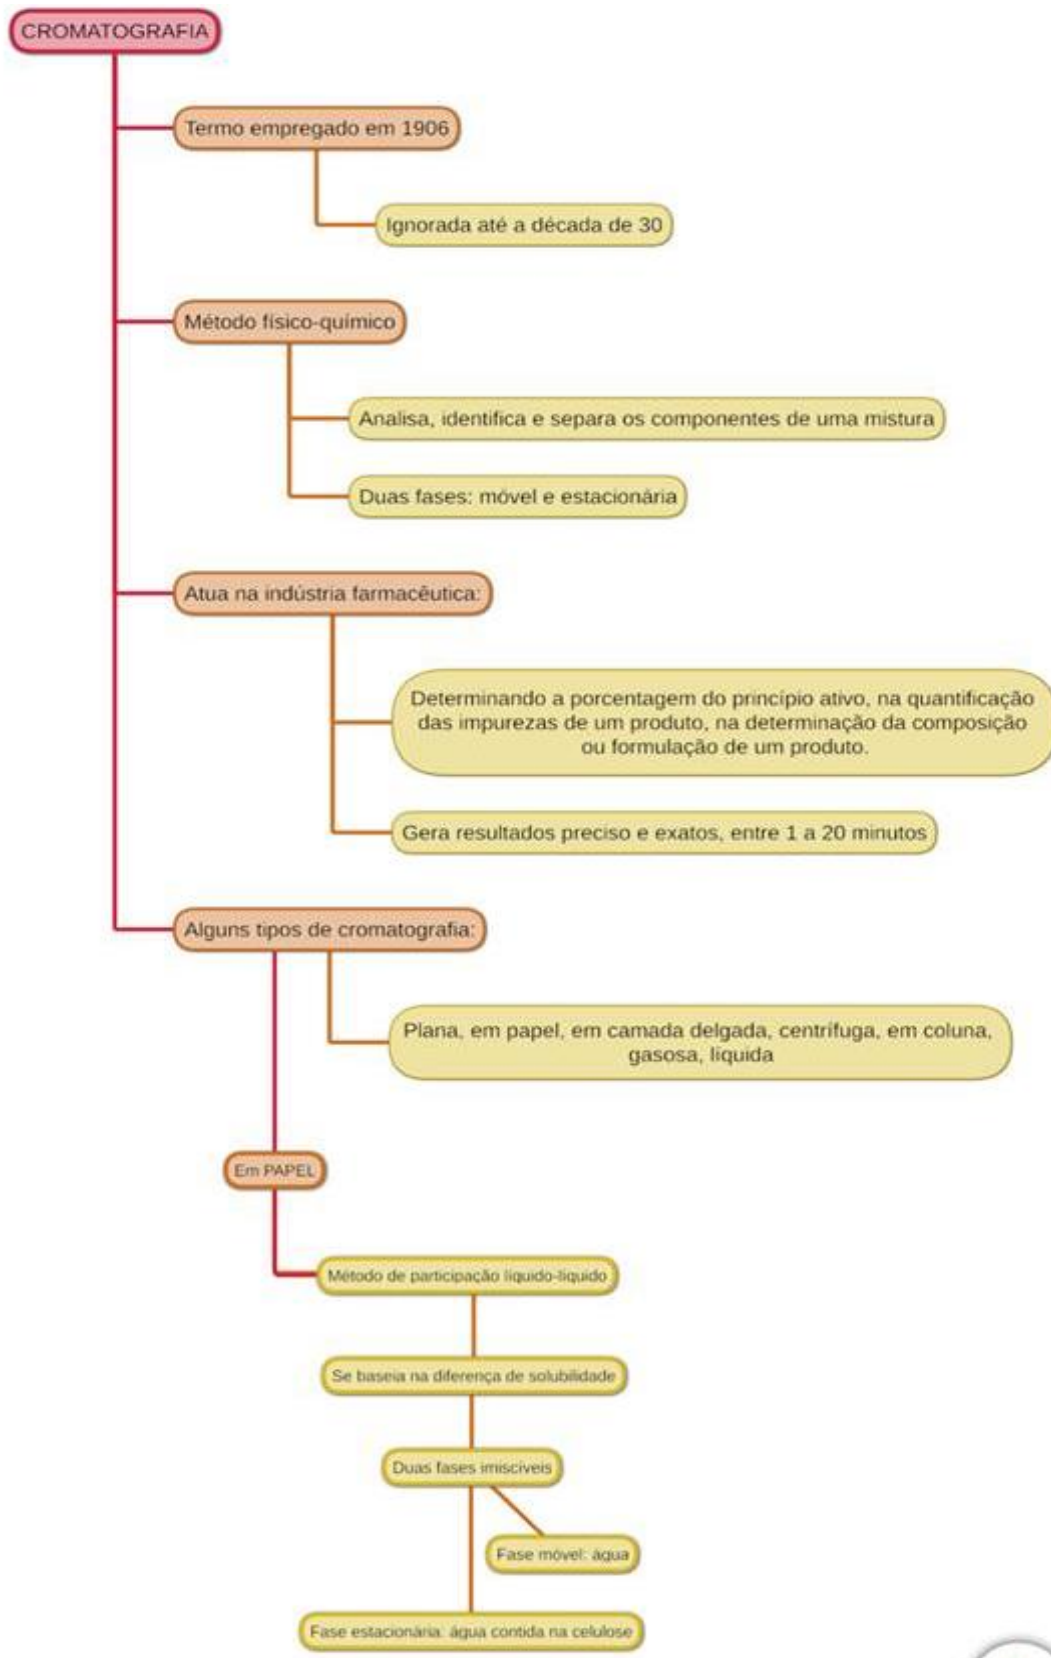 CROMATOGRAFIA
Termo empregado em 1906
Ignorada até a década de 30
Método físico-químico
Analisa, identifica e separa os componentes de uma mistura
Duas fases: móvel e estacionária
Atua na indústria farmacêutica:
Determinando a porcentagem do princípio ativo, na quantificação
das impurezas de um produto, na determinação da composição
ou formulação de um produto.
Gera resultados preciso e exatos, entre 1 a 20 minutos
Alguns tipos de cromatografia:
Plana, em papel, em camada delgada, centrífuga, em coluna,
gasosa, líquida
Em PAPEL
Método de participação líquido-líquido
Se baseia na diferença de solubilidade
Duas fases imiscíveis
Fase móvel: água
Fase estacionária: água contida na celulose